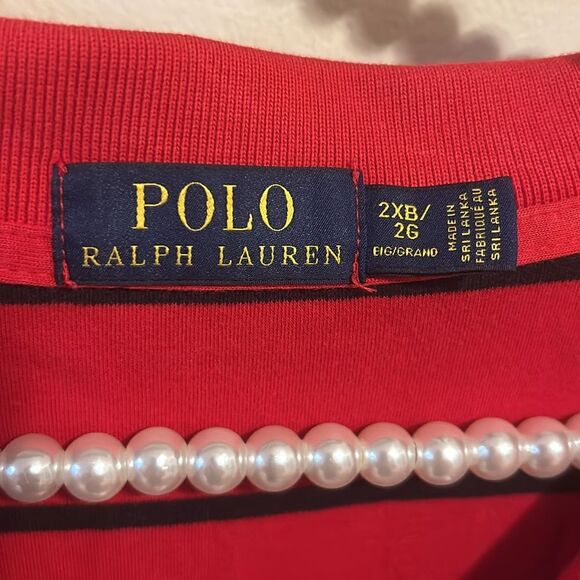 POLO
RALPH LAUREN
2XB/
2G
BIG/GRAND
MADE IN
SRI LANKA
FABRIQUÉ AU
SRI LANKA